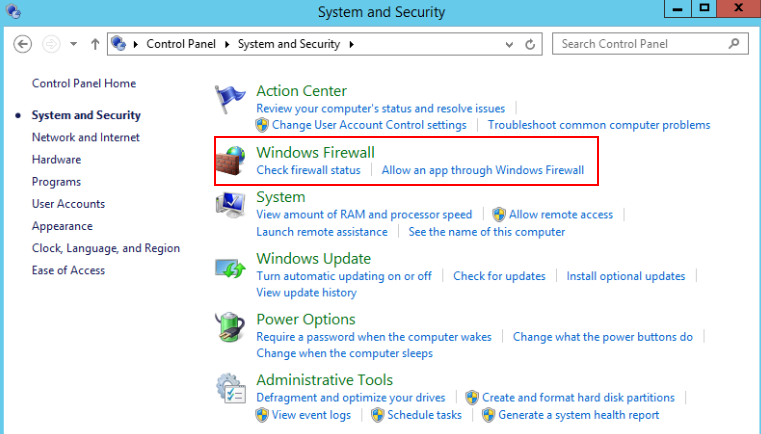 System and Security
Control Panel System and Security
Search Control Panel
Control Panel Home
System and Security
Network and Internet
Hardware
Programs
User Accounts
Appearance
Clock, Language, and Region
Ease of Access
Action Center
Review your computer's status and resolve issues
Change User Account Control settings Troubleshoot common computer problems
Windows Firewall
Check firewall status Allow an app through Windows Firewall
System
View amount of RAM and processor speed Allow remote access
Launch remote assistance See the name of this computer
Windows Update
Turn automatic updating on or off Check for updates Install optional updates
View update history
Power Options
Require a password when the computer wakes Change what the power buttons do
Change when the computer sleeps
Administrative Tools
Defragment and optimize your drives Create and format hard disk partitions
View event logs Schedule tasks Generate a system health report